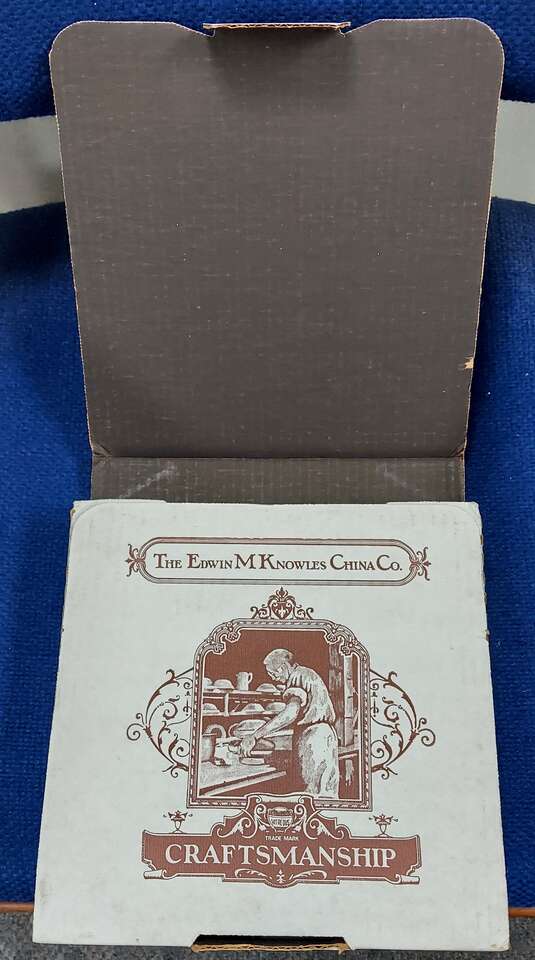 THE EDWIN M KNOWLES CHINA CO.
TRADE MARK
CRAFTSMANSHIP